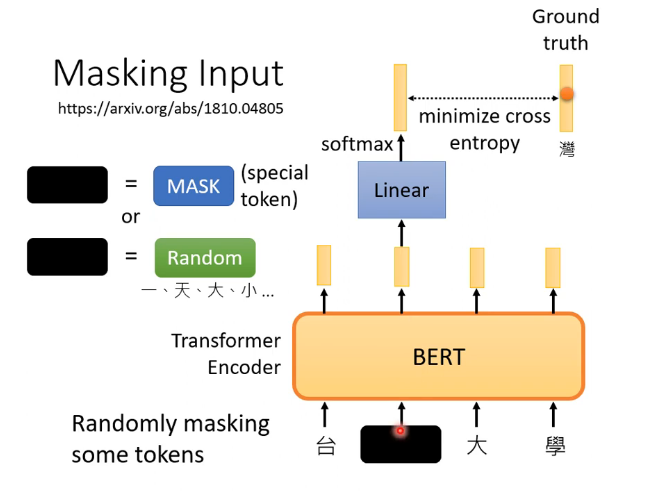 Masking Input
https://arxiv.org/abs/1810.04805
Ground
truth
minimize cross
entropy
灣
softmax
Linear
= MASK (special
token)
or
= Random
一、天、大、小 ...
Transformer
Encoder
BERT
Randomly masking
some tokens
台 大 學